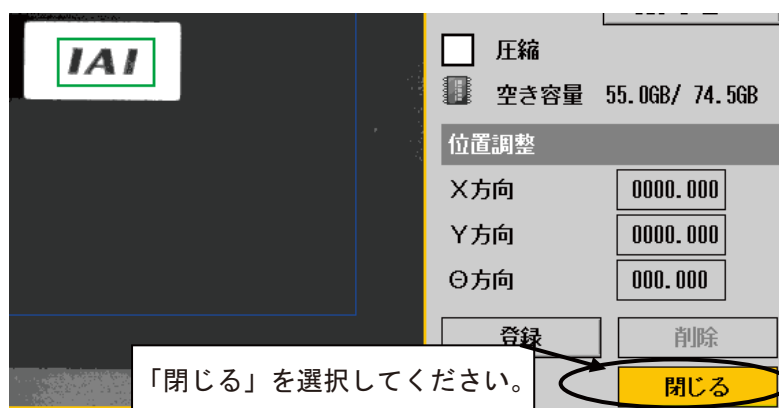 IAI
圧縮
空き容量 55.0GB/ 74.5GB
位置調整
X方向 0000.000
Y方向 0000.000
Θ方向 000.000
登録 削除
「閉じる」を選択してください。
閉じる